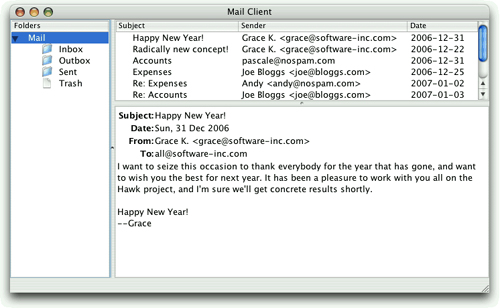 Mail Client
Folders
Mail
Inbox
Outbox
Sent
Trash
Subject Sender Date
Happy New Year! Grace K. <grace@software-inc.com> 2006-12-31
Radically new concept! Grace K. <grace@software-inc.com> 2006-12-22
Accounts pascale@nospam.com 2006-12-31
Expenses Joe Bloggs <joe@bloggs.com> 2006-12-25
Re: Expenses Andy <andy@nospam.com> 2007-01-02
Re: Accounts Joe Bloggs <joe@bloggs.com> 2007-01-03
Subject:Happy New Year!
Date:Sun, 31 Dec 2006
From:Grace K. <grace@software-inc.com>
To:all@software-inc.com
I want to seize this occasion to thank everybody for the year that has gone, and want
to wish you the best for next year. It has been a pleasure to work with you all on the
Hawk project, and I'm sure we'll get concrete results shortly.
Happy New Year!
--Grace